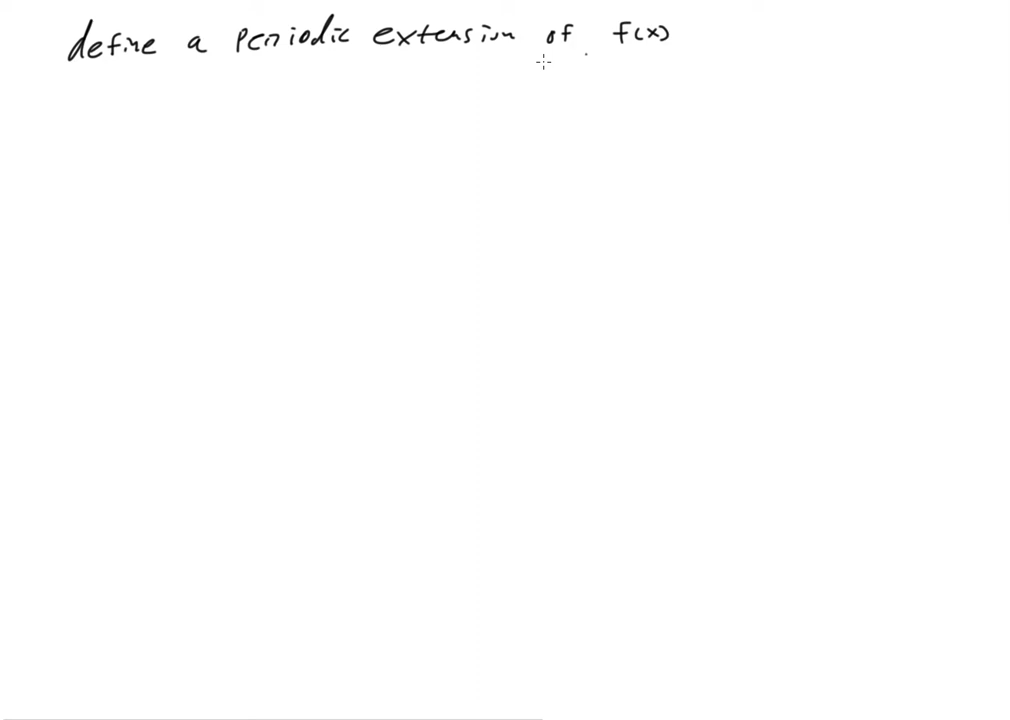 define a periodic extension of f(x)